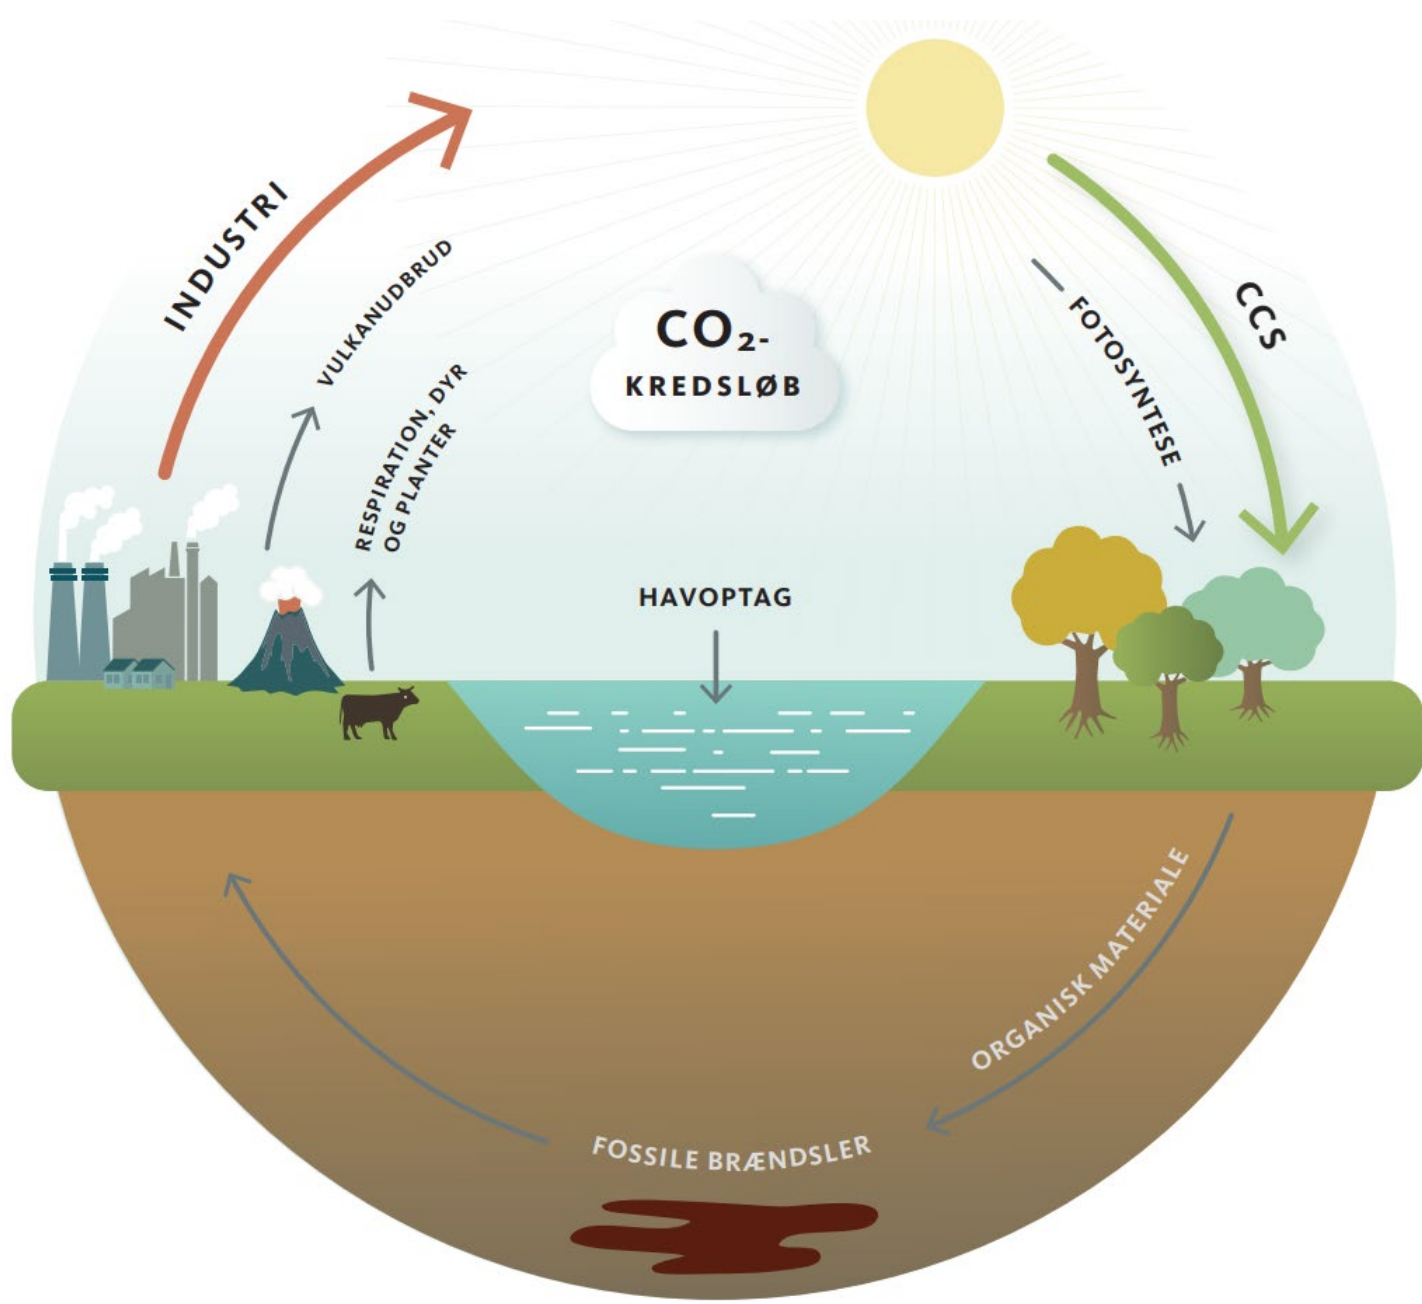 INDUSTRI
VULKANUDBRUD
RESPIRATION, DYR
OG PLANTER
CO₂-
KREDSLØB
CCS
FOTOSYNTESE
HAVOPTAG
ORGANISK MATERIALE
FOSSILE BRÆNDSLER